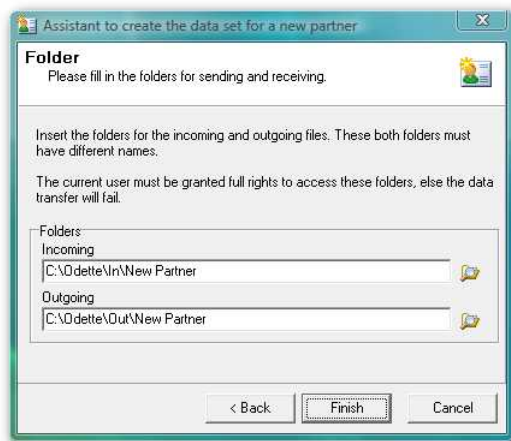 Assistant to create the data set for a new partner
Folder
Please fill in the folders for sending and receiving.
Insert the folders for the incoming and outgoing files. These both folders must
have different names.
The current user must be granted full rights to access these folders, else the data
transfer will fail.
Folders
Incoming
C:\Odette\In\New Partner
Outgoing
C:\Odette\Out\New Partner
< Back
Finish
Cancel